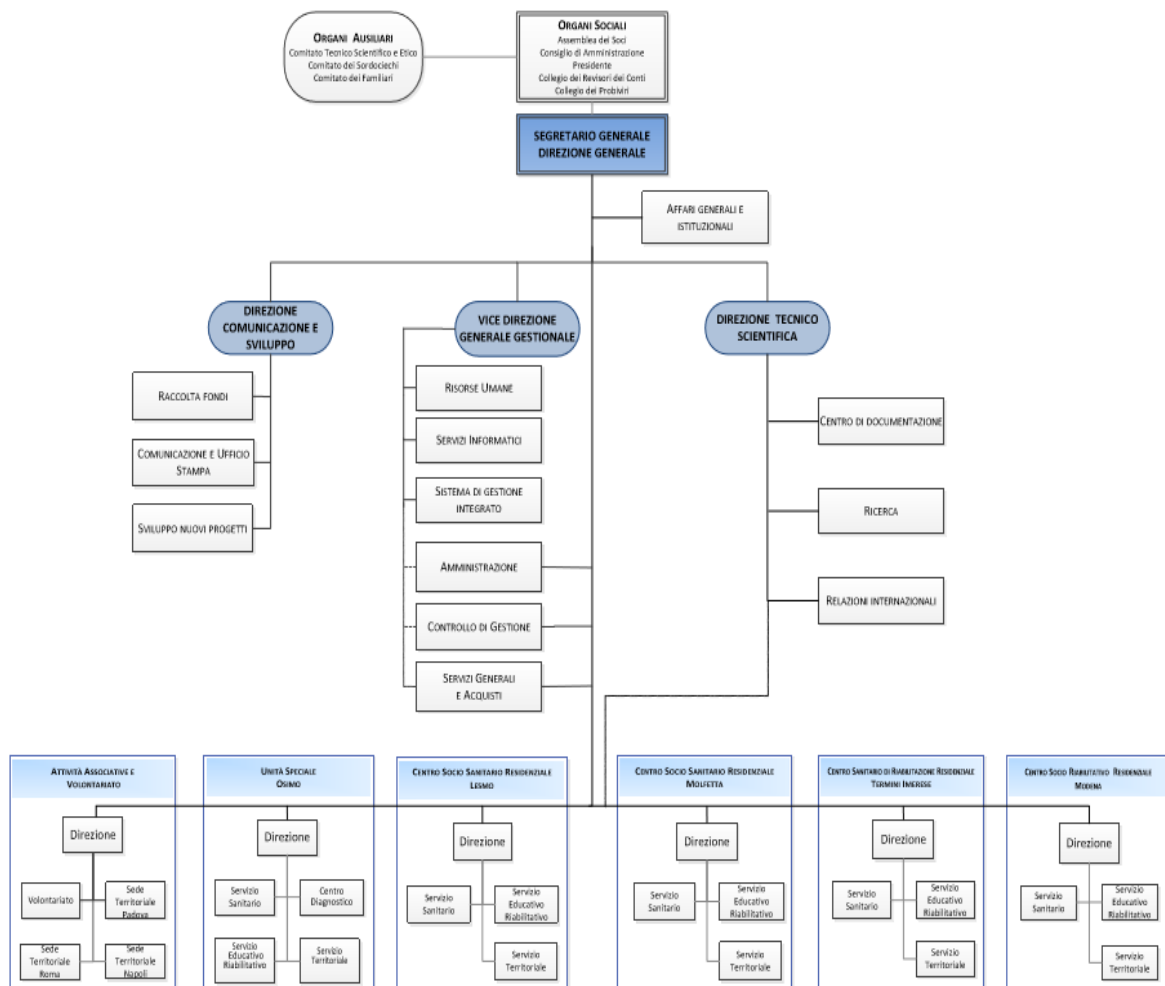 ORGANI AUSILIARI
Comitato Tecnico Scientifico e Etico
Comitato dei Sordociechi
Comitato dei Familiari
ORGANI SOCIALI
Assemblea dei Soci
Consiglio di Amministrazione
Presidente
Collegio dei Revisori dei Conti
Collegio dei Probiviri
SEGRETARIO GENERALE
DIREZIONE GENERALE
AFFARI GENERALI E
ISTITUZIONALI
DIREZIONE
COMUNICAZIONE E
SVILUPPO
VICE DIREZIONE
GENERALE GESTIONALE
DIREZIONE TECNICO
SCIENTIFICA
RACCOLTA FONDI
COMUNICAZIONE E UFFICIO
STAMPA
SVILUPPO NUOVI PROGETTI
RISORSE UMANE
SERVIZI INFORMATICI
SISTEMA DI GESTIONE
INTEGRATO
AMMINISTRAZIONE
CONTROLLO DI GESTIONE
SERVIZI GENERALI
E ACQUISTI
CENTRO DI DOCUMENTAZIONE
RICERCA
RELAZIONI INTERNAZIONALI
ATTIVITÀ ASSOCIATIVE E
VOLONTARIATO
Direzione
Volontariato
Sede
Territoriale
Padova
Sede
Territoriale
Roma
Sede
Territoriale
Napoli
UNITÀ SPECIALE
OSIMO
Direzione
Servizio
Sanitario
Centro
Diagnostico
Servizio
Educativo
Riabilitativo
Servizio
Territoriale
CENTRO SOCIO SANITARIO RESIDENZIALE
LESMO
Direzione
Servizio
Sanitario
Servizio
Educativo
Riabilitativo
Servizio
Territoriale
CENTRO SOCIO SANITARIO RESIDENZIALE
MOLFETTA
Direzione
Servizio
Sanitario
Servizio
Educativo
Riabilitativo
Servizio
Territoriale
CENTRO SANITARIO DI RIABILITAZIONE RESIDENZIALE
TERMINI IMERESE
Direzione
Servizio
Sanitario
Servizio
Educativo
Riabilitativo
Servizio
Territoriale
CENTRO SOCIO RIABILITATIVO RESIDENZIALE
MODENA
Direzione
Servizio
Sanitario
Servizio
Educativo
Riabilitativo
Servizio
Territoriale